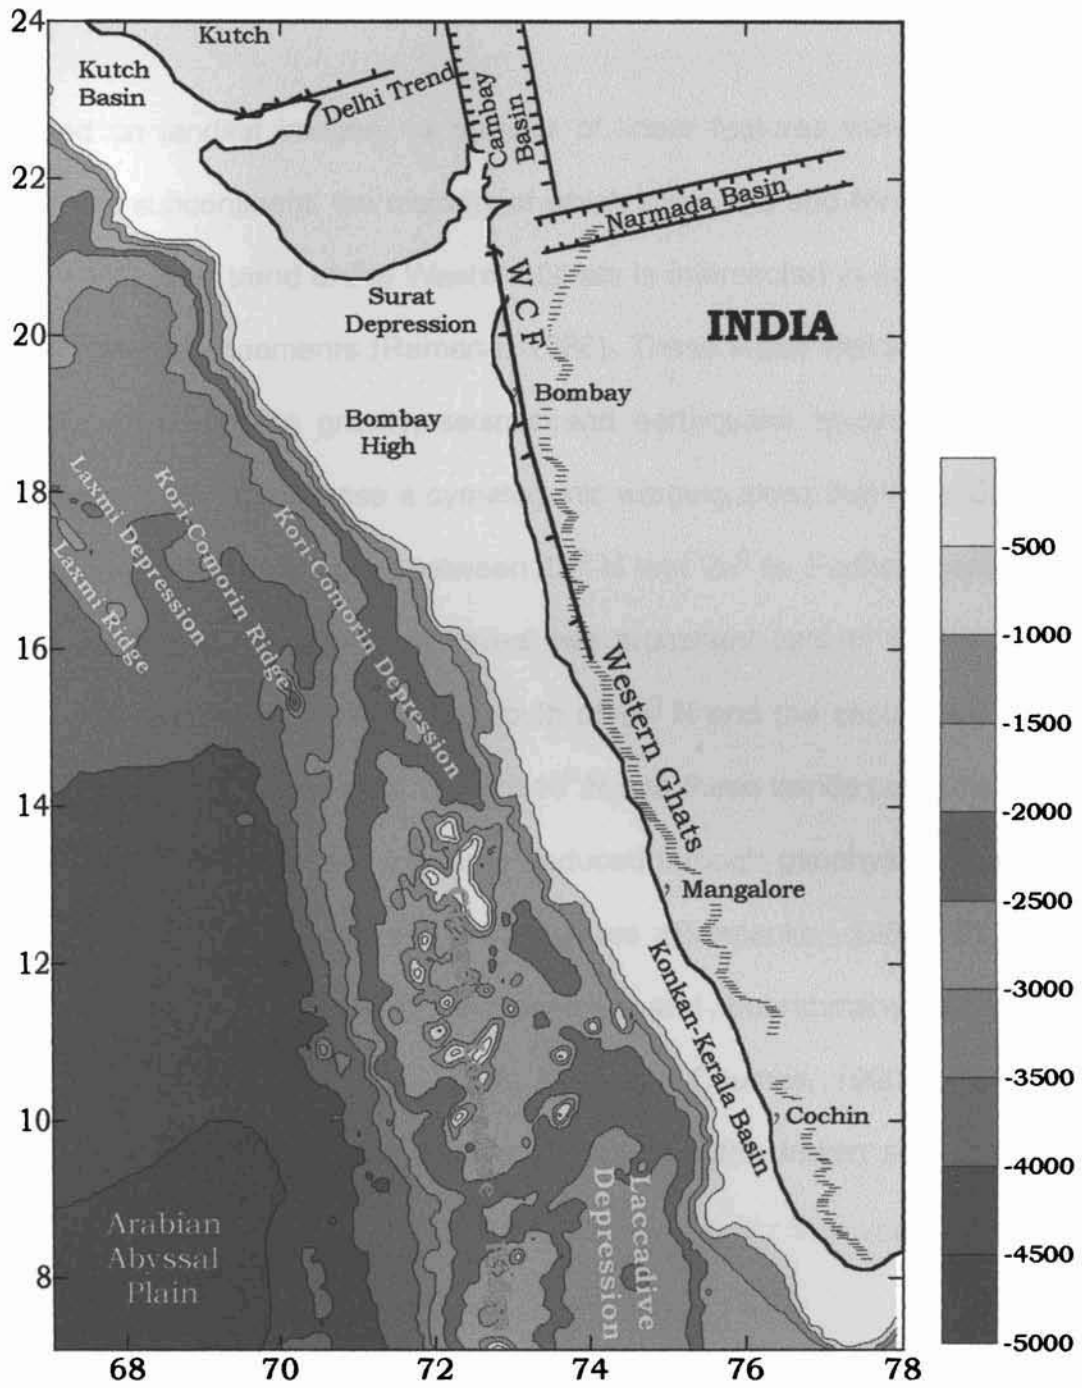 24
22
20
18
16
14
12
10
8
68
70
72
74
76
78
Kutch
Kutch
Basin
Delhi Trend
Cambay
Basin
Narmada Basin
Surat
Depression
W C F
INDIA
Bombay
Bombay
High
Laxmi Depression
Laxmi Ridge
Kori-Comorin Ridge
Kori-Comorin Depression
Western Ghats
Mangalore
Konkan-Kerala Basin
Cochin
Laccadive
Depression
Arabian
Abyssal
Plain
-500
-1000
-1500
-2000
-2500
-3000
-3500
-4000
-4500
-5000